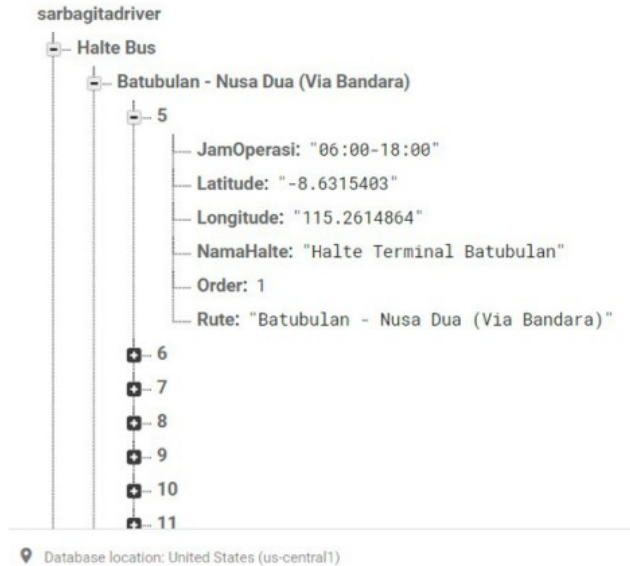 sarbagitadriver
Halte Bus
Batubulan - Nusa Dua (Via Bandara)
5
JamOperasi: "06:00-18:00"
Latitude: "-8.6315403"
Longitude: "115.2614864"
NamaHalte: "Halte Terminal Batubulan"
Order: 1
Rute: "Batubulan - Nusa Dua (Via Bandara)"
6
7
8
9
10
11
Database location: United States (us-central1)